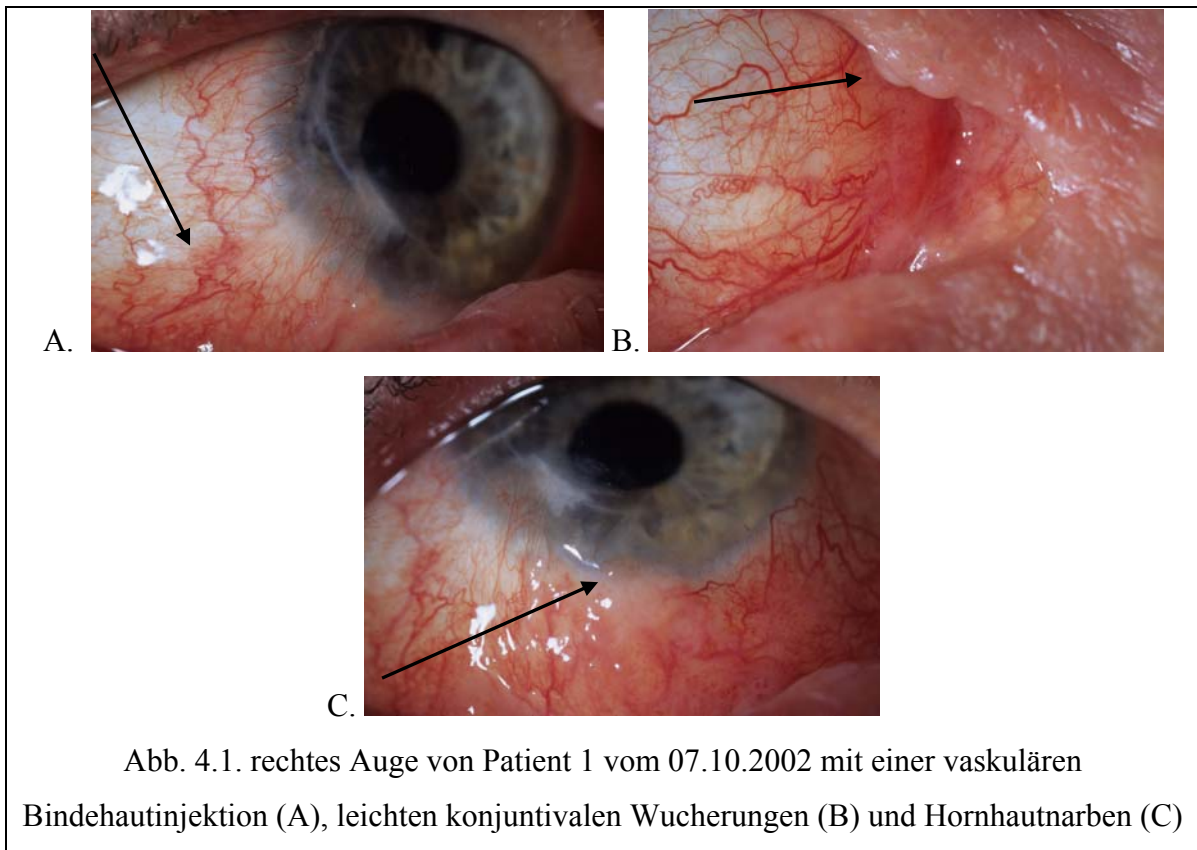 A.
B.
C.
Abb. 4.1. rechtes Auge von Patient 1 vom 07.10.2002 mit einer vaskulären
Bindehautinjektion (A), leichten konjuntivalen Wucherungen (B) und Hornhautnarben (C)